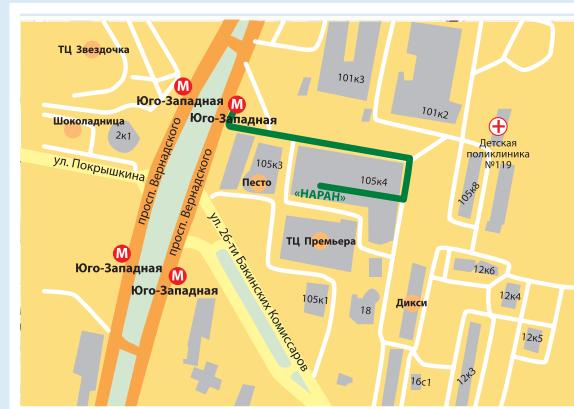 ТЦ Звездочка
М
Юго-Западная
М
Юго-Западная
101к3
101к2
Шоколадница
2к1
Детская
поликлиника
№119
ул. Покрышкина
просп. Вернадского
просп. Вернадского
105к3
Песто
105к4
«НАРАН»
105к8
ул. 26-ти Бакинских Комиссаров
ТЦ Премьера
М
Юго-Западная
М
Юго-Западная
12к6
105к1
18
Дикси
12к4
12к5
16с1
12к3